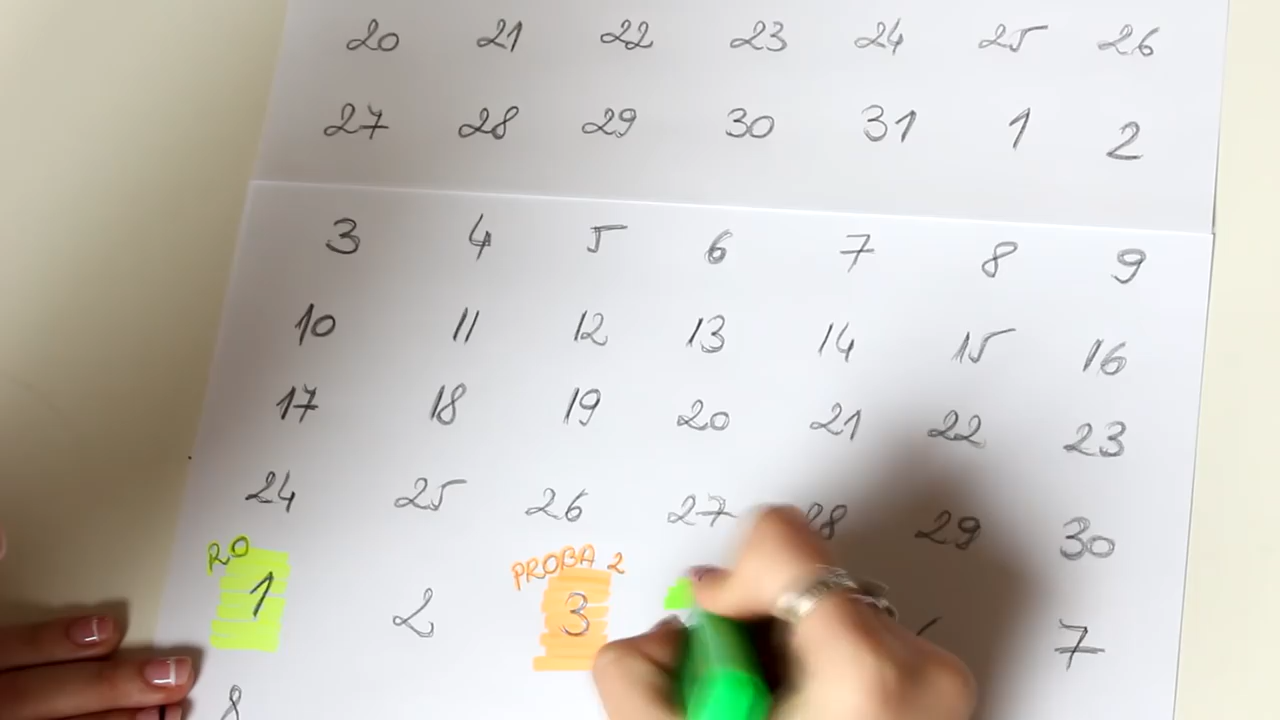 20 21 22 23 24 25 26
27 28 29 30 31 1 2
3 4 5 6 7 8 9
10 11 12 13 14 15 16
17 18 19 20 21 22 23
24 25 26 27 28 29 30
RO PROBA 2
1 2 3 7
8